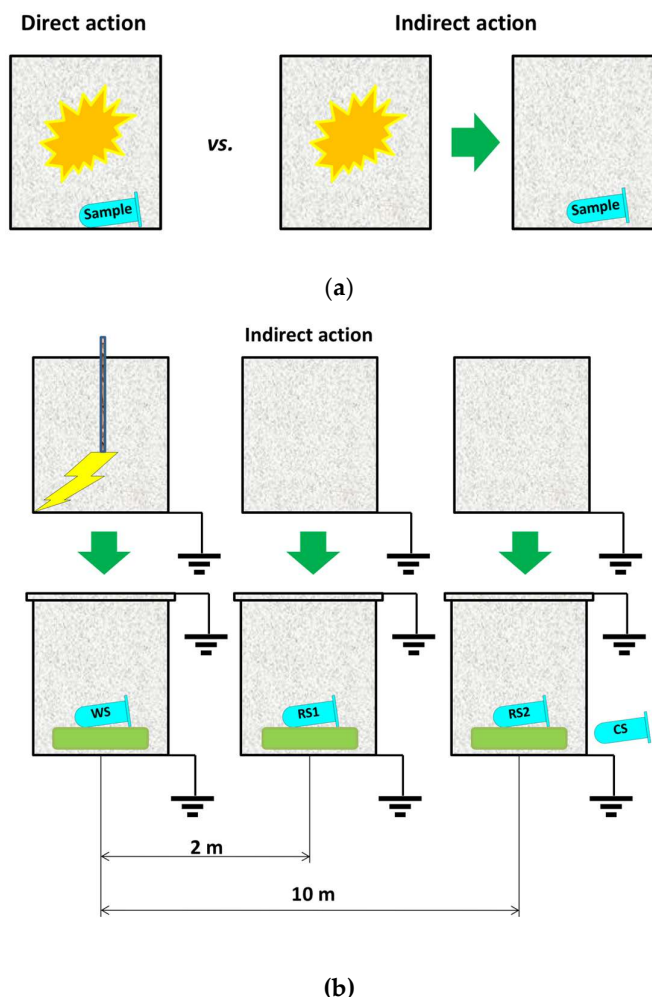 Direct action
Indirect action
vs.
Sample
Sample
(a)
Indirect action
WS
RS1
RS2
CS
2 m
10 m
(b)